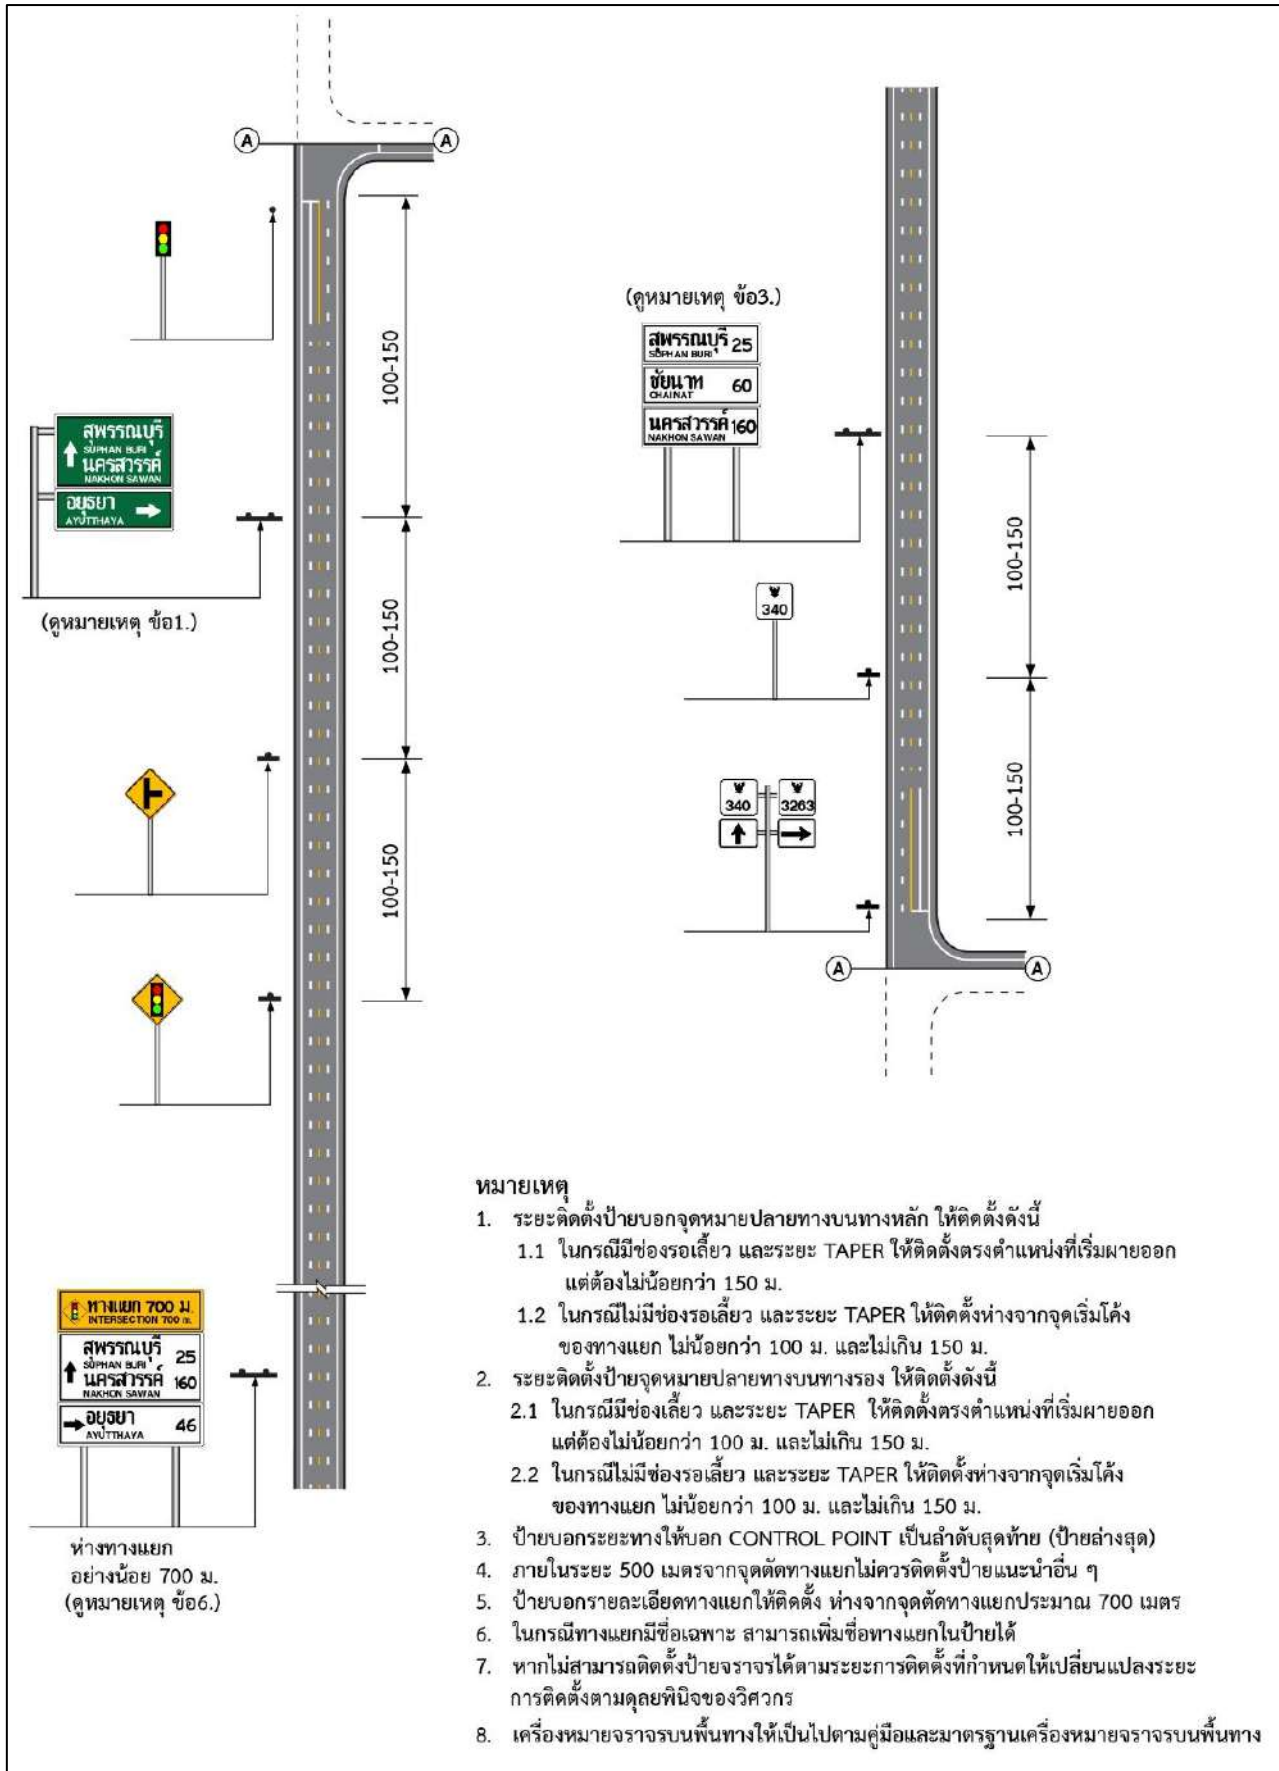 A
A
100-150
สุพรรณบุรี
SUPHAN BURI
นครสวรรค์
NAKHON SAWAN
อยุธยา
AYUTTHAYA
(ดูหมายเหตุ ข้อ1.)
100-150
100-150
ทางแยก 700 ม.
INTERSECTION 700 m.
สุพรรณบุรี 25
SUPHAN BURI
นครสวรรค์ 160
NAKHON SAWAN
อยุธยา 46
AYUTTHAYA
ห่างทางแยก
อย่างน้อย 700 ม.
(ดูหมายเหตุ ข้อ6.)
(ดูหมายเหตุ ข้อ3.)
สุพรรณบุรี 25
SUPHAN BURI
ชัยนาท 60
CHAINAT
นครสวรรค์ 160
NAKHON SAWAN
100-150
340
340 3263
100-150
A
A
หมายเหตุ
1. ระยะติดตั้งป้ายบอกจุดหมายปลายทางบนทางหลัก ให้ติดตั้งดังนี้
1.1 ในกรณีมีช่องรอเลี้ยว และระยะ TAPER ให้ติดตั้งตรงตำแหน่งที่เริ่มผายออก
แต่ต้องไม่น้อยกว่า 150 ม.
1.2 ในกรณีไม่มีช่องรอเลี้ยว และระยะ TAPER ให้ติดตั้งห่างจากจุดเริ่มโค้ง
ของทางแยก ไม่น้อยกว่า 100 ม. และไม่เกิน 150 ม.
2. ระยะติดตั้งป้ายจุดหมายปลายทางบนทางรอง ให้ติดตั้งดังนี้
2.1 ในกรณีมีช่องเลี้ยว และระยะ TAPER ให้ติดตั้งตรงตำแหน่งที่เริ่มผายออก
แต่ต้องไม่น้อยกว่า 100 ม. และไม่เกิน 150 ม.
2.2 ในกรณีไม่มีช่องรอเลี้ยว และระยะ TAPER ให้ติดตั้งห่างจากจุดเริ่มโค้ง
ของทางแยก ไม่น้อยกว่า 100 ม. และไม่เกิน 150 ม.
3. ป้ายบอกระยะทางให้บอก CONTROL POINT เป็นลำดับสุดท้าย (ป้ายล่างสุด)
4. ภายในระยะ 500 เมตรจากจุดตัดทางแยกไม่ควรติดตั้งป้ายแนะนำอื่น ๆ
5. ป้ายบอกรายละเอียดทางแยกให้ติดตั้ง ห่างจากจุดตัดทางแยกประมาณ 700 เมตร
6. ในกรณีทางแยกมีชื่อเฉพาะ สามารถเพิ่มชื่อทางแยกในป้ายได้
7. หากไม่สามารถติดตั้งป้ายจราจรได้ตามระยะการติดตั้งที่กำหนดให้เปลี่ยนแปลงระยะ
การติดตั้งตามดุลยพินิจของวิศวกร
8. เครื่องหมายจราจรบนพื้นทางให้เป็นไปตามคู่มือและมาตรฐานเครื่องหมายจราจรบนพื้นทาง